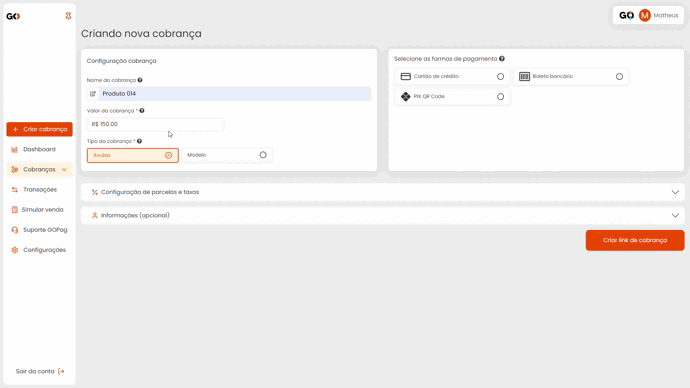 GO
GO M Matheus
Criando nova cobrança
Configuração cobrança
Nome da cobrança ?
Produto 014
Valor da cobrança * ?
R$ 150,00
Tipo da cobrança * ?
Avulsa
Modelo
Selecione as formas de pagamento ?
Cartão de crédito
Boleto bancário
PIX QR Code
+ Criar cobrança
Dashboard
Cobranças
Transações
Simular venda
Suporte GOPag
Configurações
Sair da conta
Configuração de parcelas e taxas
Informações (opcional)
Criar link de cobrança